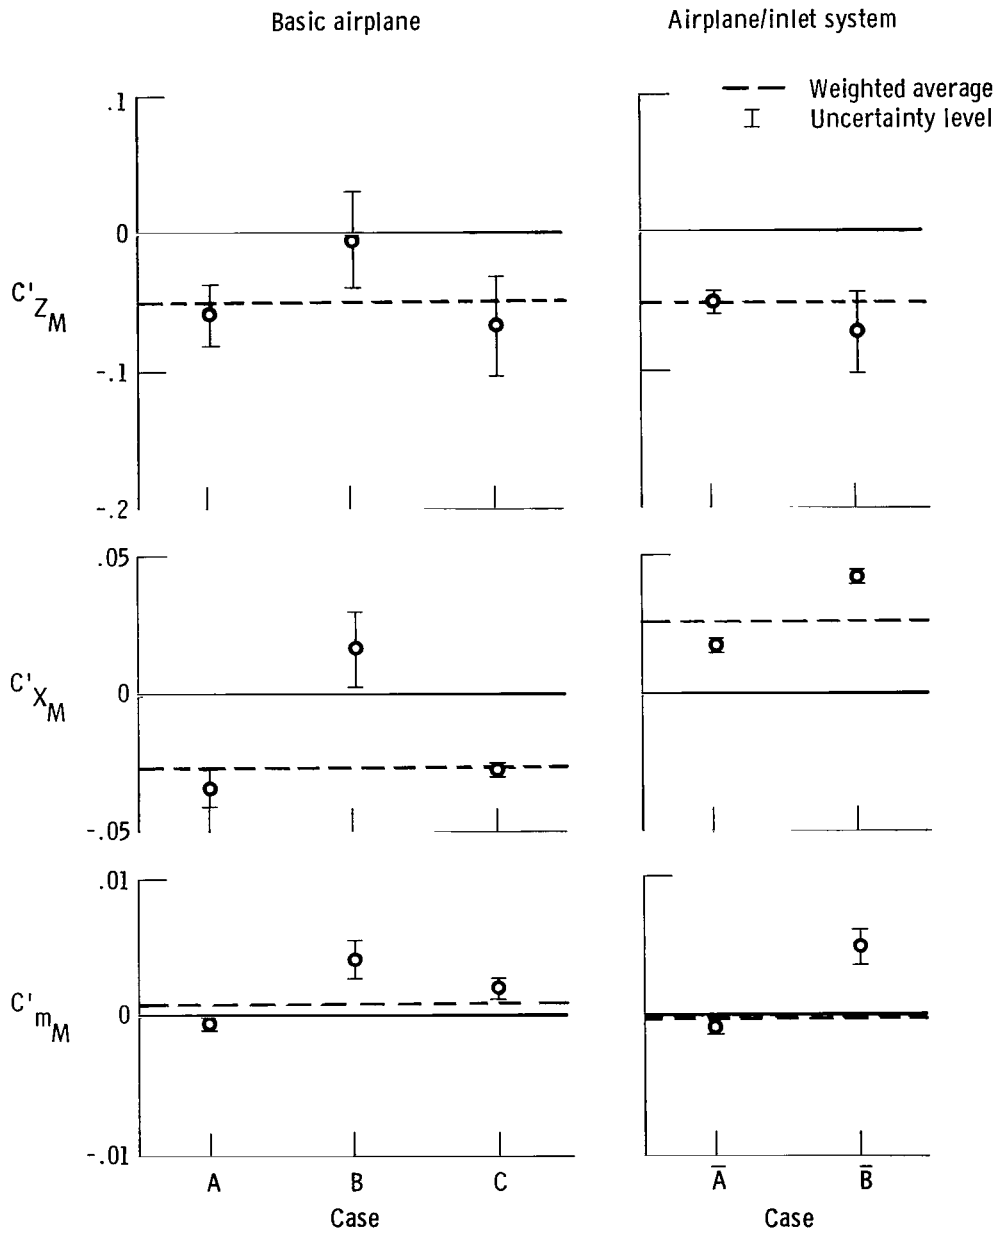 Basic airplane
Airplane/inlet system
Weighted average
Uncertainty level
.1
0
-.1
-.2
C'ZM
.05
0
-.05
C'XM
.01
0
-.01
C'mM
A B C
Case
A̅ B̅
Case